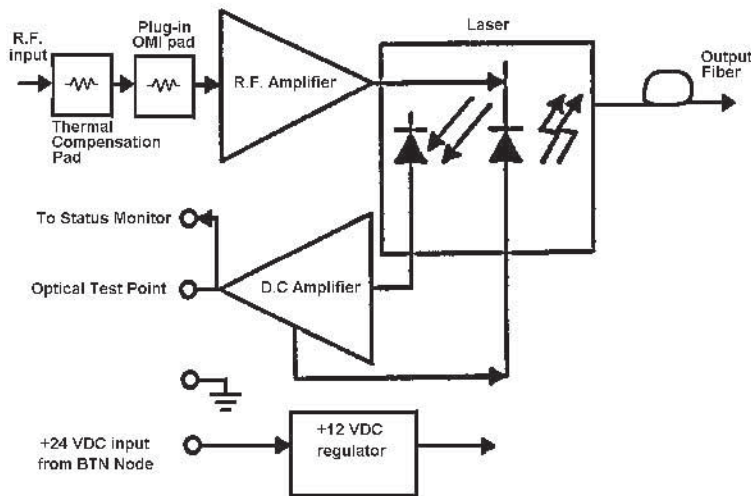 R.F.
input
Plug-in
OMI pad
Thermal
Compensation
Pad
R.F. Amplifier
Laser
Output
Fiber
To Status Monitor
Optical Test Point
D.C Amplifier
+24 VDC input
from BTN Node
+12 VDC
regulator